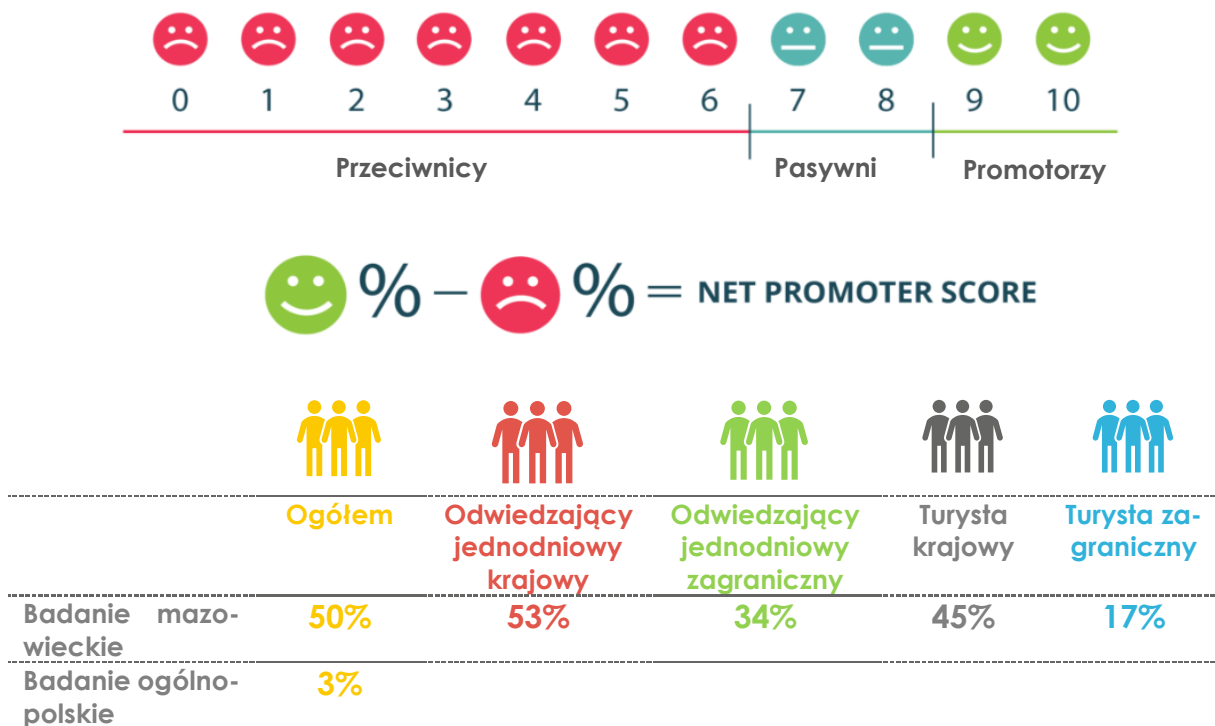 0 1 2 3 4 5 6 7 8 9 10
Przeciwnicy Pasywni Promotorzy
% – % = NET PROMOTER SCORE
Ogółem Odwiedzający jednodniowy krajowy Odwiedzający jednodniowy zagraniczny Turysta krajowy Turysta za-graniczny
Badanie mazo-wieckie 50% 53% 34% 45% 17%
Badanie ogólno-polskie 3%